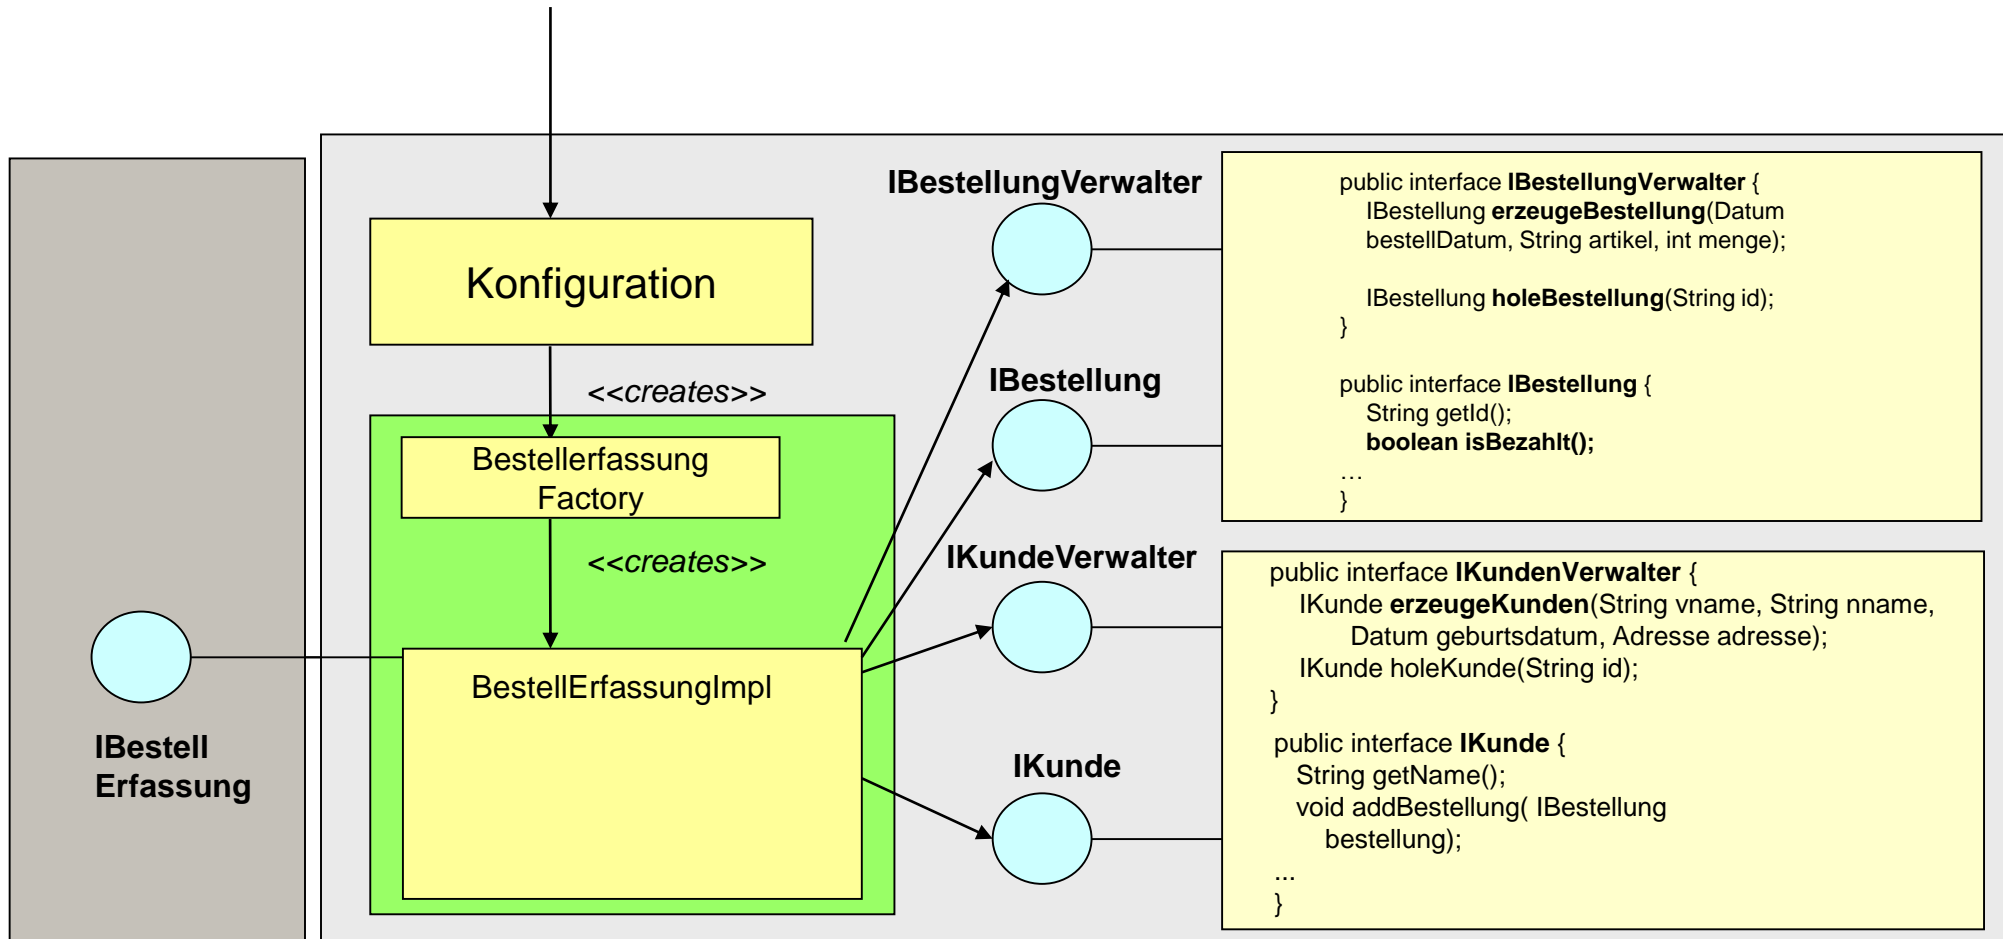 Konfiguration
<<creates>>
Bestellerfassung
Factory
<<creates>>
BestellErfassungImpl
IBestell
Erfassung
IBestellungVerwalter
IBestellung
IKundeVerwalter
IKunde
public interface IBestellungVerwalter {
IBestellung erzeugeBestellung(Datum
bestellDatum, String artikel, int menge);
IBestellung holeBestellung(String id);
}
public interface IBestellung {
String getId();
boolean isBezahlt();
…
}
public interface IKundenVerwalter {
IKunde erzeugeKunden(String vname, String nname,
Datum geburtsdatum, Adresse adresse);
IKunde holeKunde(String id);
}
public interface IKunde {
String getName();
void addBestellung( IBestellung
bestellung);
...
}